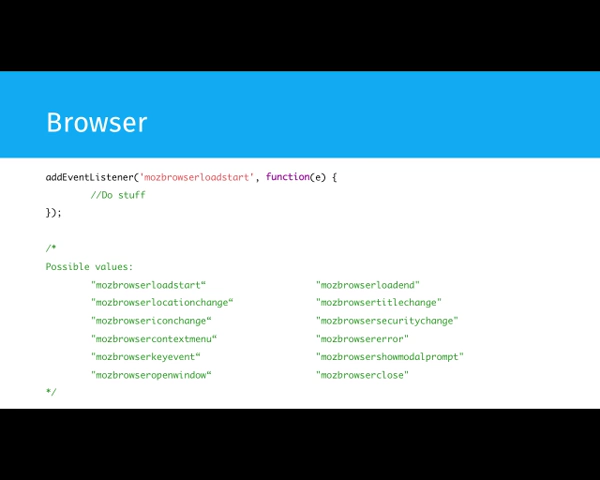 Browser
addEventListener('mozbrowserloadstart', function(e) {
//Do stuff
});
/*
Possible values:
"mozbrowserloadstart“ "mozbrowserloadend"
"mozbrowserlocationchange“ "mozbrowsertitlechange"
"mozbrowsericonchange“ "mozbrowsersecuritychange"
"mozbrowsercontextmenu“ "mozbrowsererror"
"mozbrowserkeyevent“ "mozbrowsershowmodalprompt"
"mozbrowseropenwindow“ "mozbrowserclose"
*/